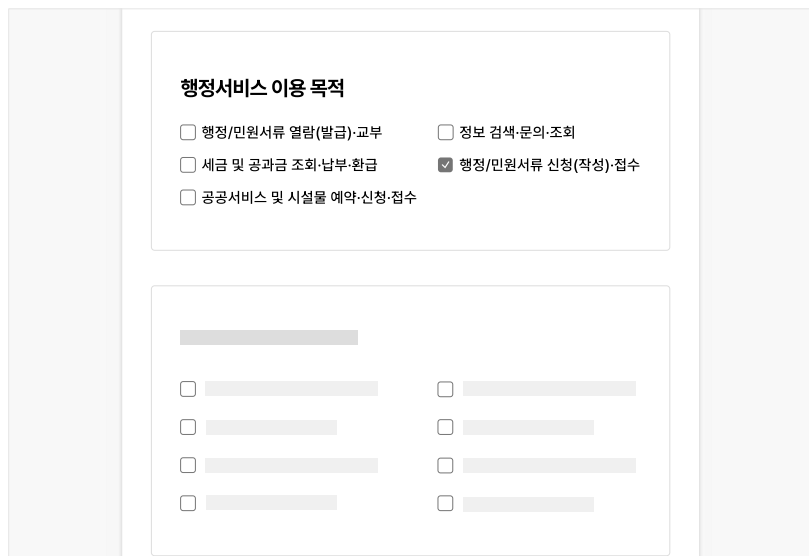 행정서비스 이용 목적
행정/민원서류 열람(발급)·교부
정보 검색·문의·조회
세금 및 공과금 조회·납부·환급
행정/민원서류 신청(작성)·접수
공공서비스 및 시설물 예약·신청·접수